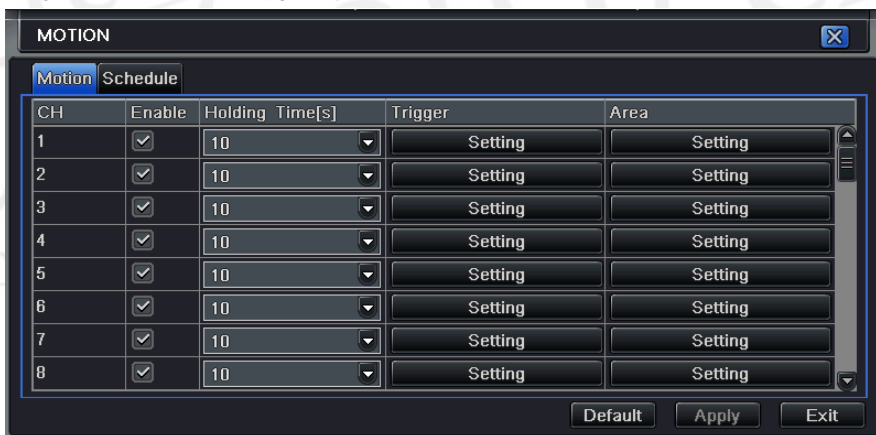 MOTION
Motion Schedule
CH Enable Holding Time[s] Trigger Area
1 10 Setting Setting
2 10 Setting Setting
3 10 Setting Setting
4 10 Setting Setting
5 10 Setting Setting
6 10 Setting Setting
7 10 Setting Setting
8 10 Setting Setting
Default Apply Exit